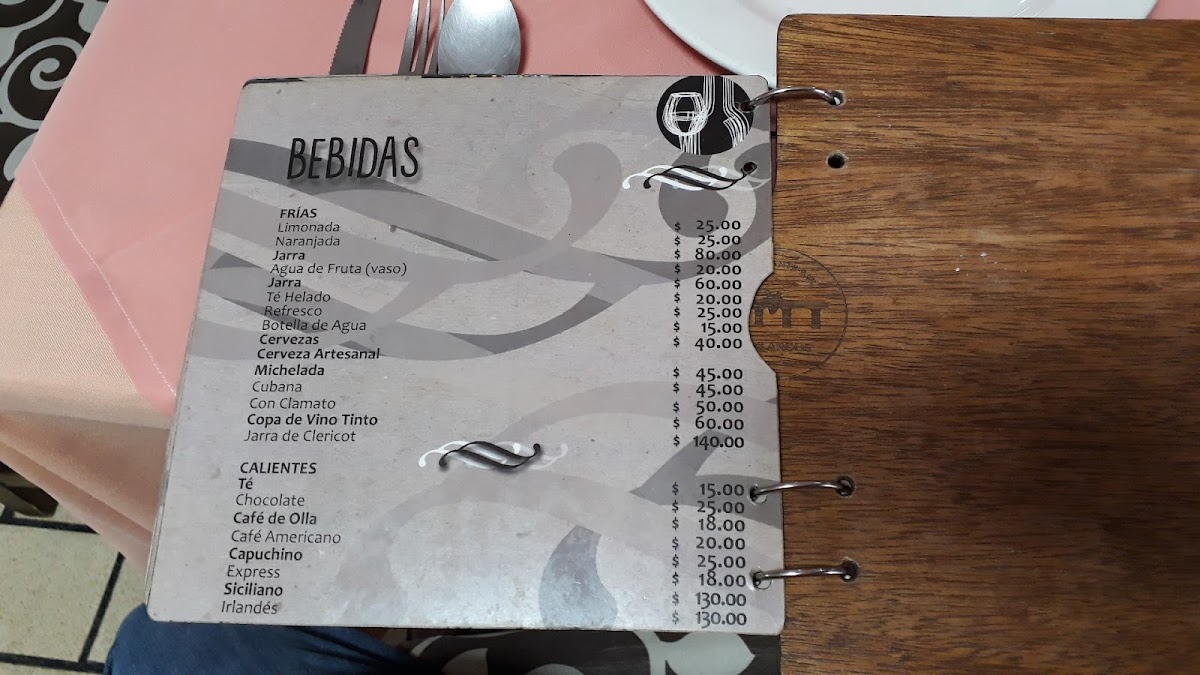 BEBIDAS
FRÍAS
Limonada $ 25.00
Naranjada $ 25.00
Jarra $ 80.00
Agua de Fruta (vaso) $ 20.00
Jarra $ 60.00
Té Helado $ 20.00
Refresco $ 25.00
Botella de Agua $ 15.00
Cervezas $ 40.00
Cerveza Artesanal
Michelada $ 45.00
Cubana $ 45.00
Con Clamato $ 50.00
Copa de Vino Tinto $ 60.00
Jarra de Clericot $ 140.00
CALIENTES
Té $ 15.00
Chocolate $ 25.00
Café de Olla $ 18.00
Café Americano $ 20.00
Capuchino $ 25.00
Express $ 18.00
Siciliano $ 130.00
Irlandés $ 130.00